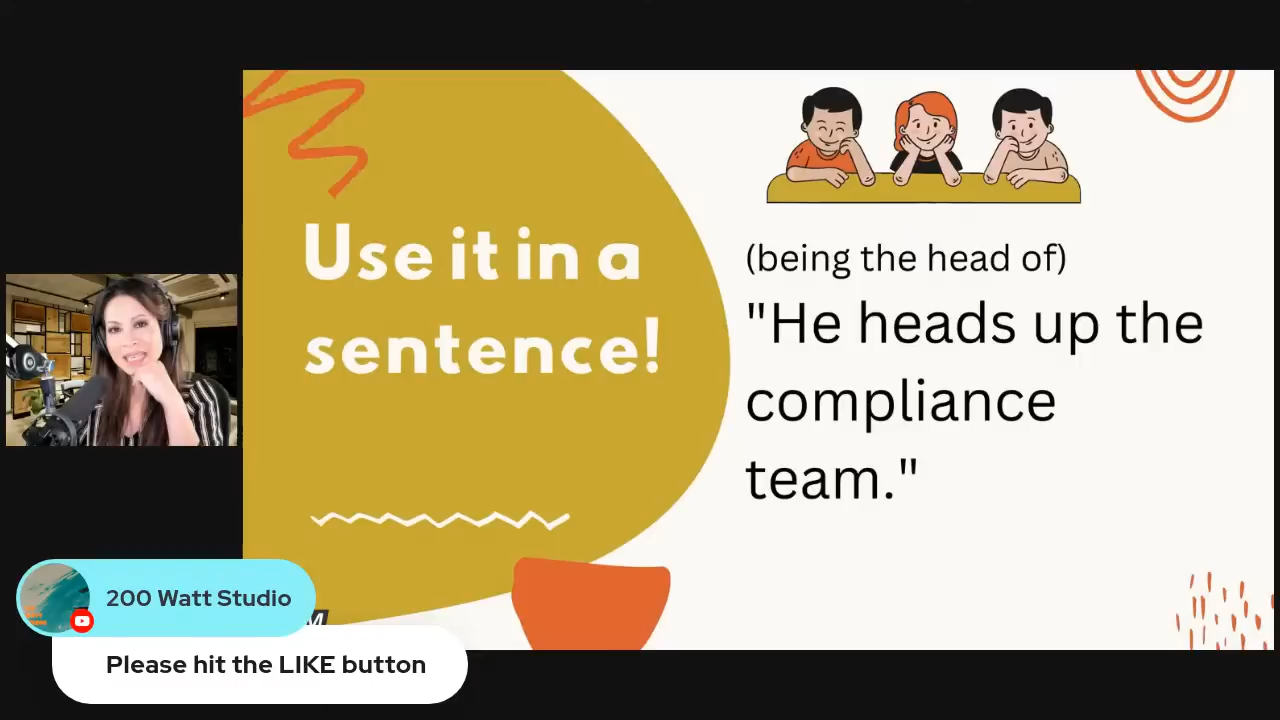 Use it in a
sentence!
(being the head of)
"He heads up the
compliance
team."
200 Watt Studio
Please hit the LIKE button